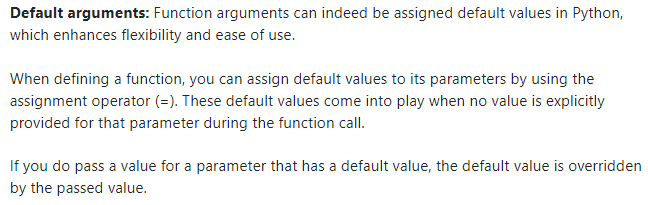 Default arguments: Function arguments can indeed be assigned default values in Python,
which enhances flexibility and ease of use.
When defining a function, you can assign default values to its parameters by using the
assignment operator (=). These default values come into play when no value is explicitly
provided for that parameter during the function call.
If you do pass a value for a parameter that has a default value, the default value is overridden
by the passed value.